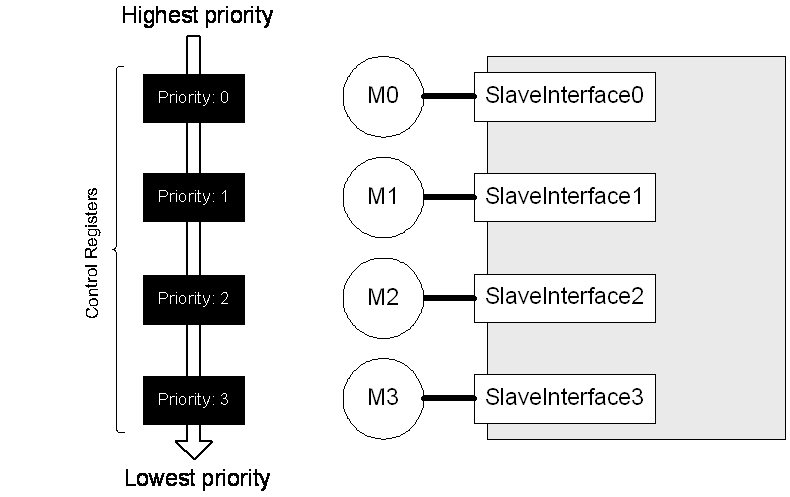 Highest priority
Priority: 0
M0
SlaveInterface0
Priority: 1
M1
SlaveInterface1
Control Registers
Priority: 2
M2
SlaveInterface2
Priority: 3
M3
SlaveInterface3
Lowest priority